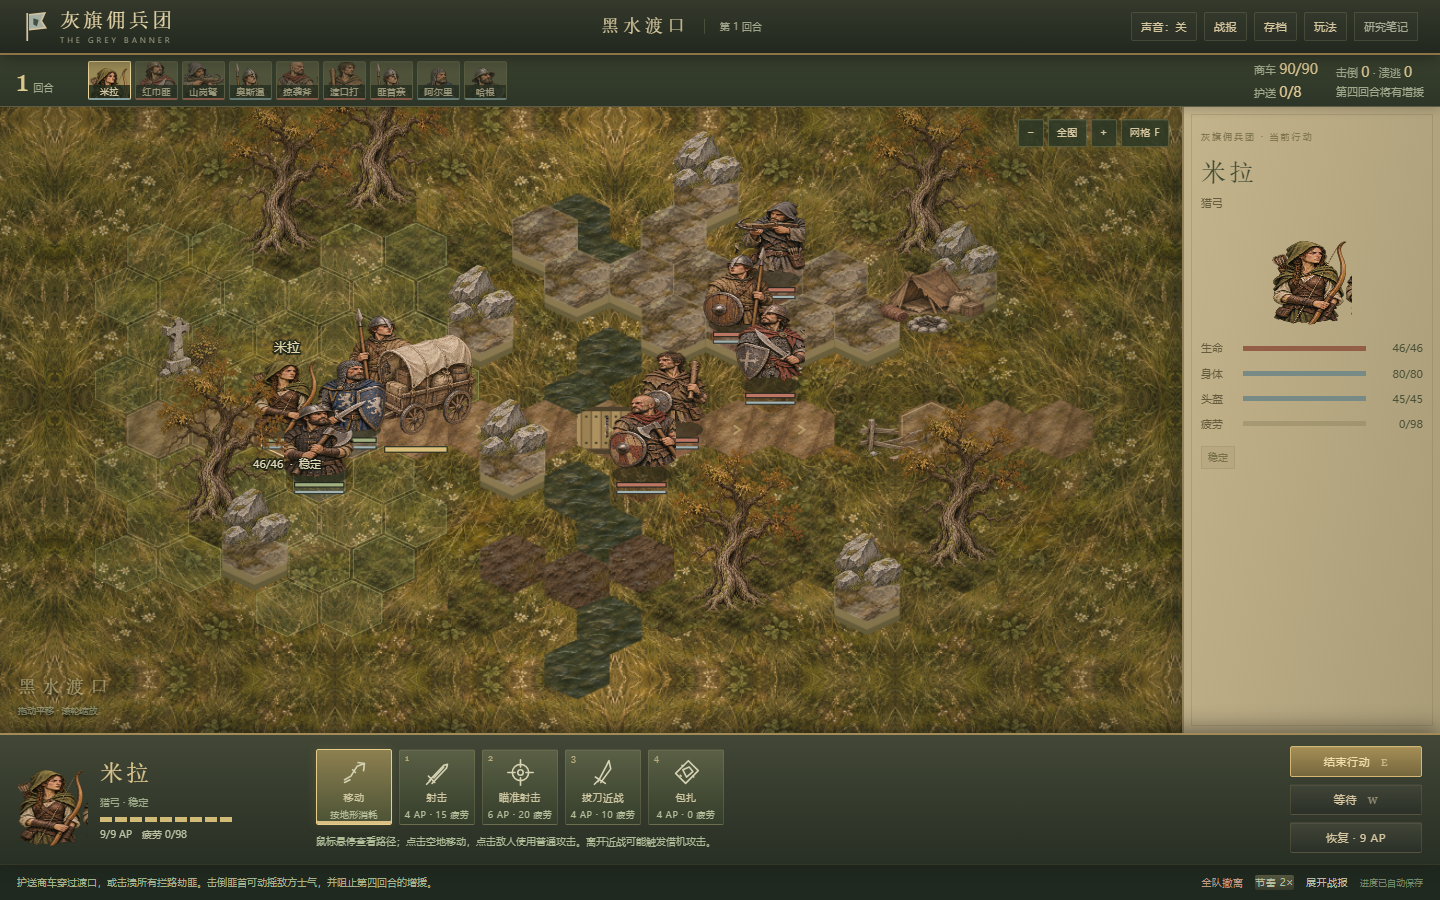 灰旗佣兵团
THE GREY BANNER
黑水渡口
第 1 回合
声音：关
战报
存档
玩法
研究笔记
1 回合
米拉
红巾匪
山岗弩
奥斯温
掠袭斧
渡口打
匪首亲
阿尔里
哈根
商车 90/90
击倒 0 · 溃逃 0
护送 0/8
第四回合将有增援
−
全图
+
网格 F
灰旗佣兵团 · 当前行动
米拉
猎弓
生命 46/46
身体 80/80
头盔 45/45
疲劳 0/98
稳定
米拉
46/46 · 稳定
黑水渡口
拖动平移 · 滚轮缩放
米拉
猎弓 · 稳定
9/9 AP 疲劳 0/98
移动
按地形消耗
1
射击
4 AP · 15 疲劳
2
瞄准射击
6 AP · 20 疲劳
3
拔刀近战
4 AP · 10 疲劳
4
包扎
4 AP · 0 疲劳
鼠标悬停查看路径；点击空地移动，点击敌人使用普通攻击。离开近战可能触发借机攻击。
结束行动 E
等待 W
恢复 · 9 AP
护送商车穿过渡口，或击溃所有拦路劫匪。击倒匪首可动摇敌方士气，并阻止第四回合的增援。
全队撤离
节奏 2×
展开战报
进度已自动保存